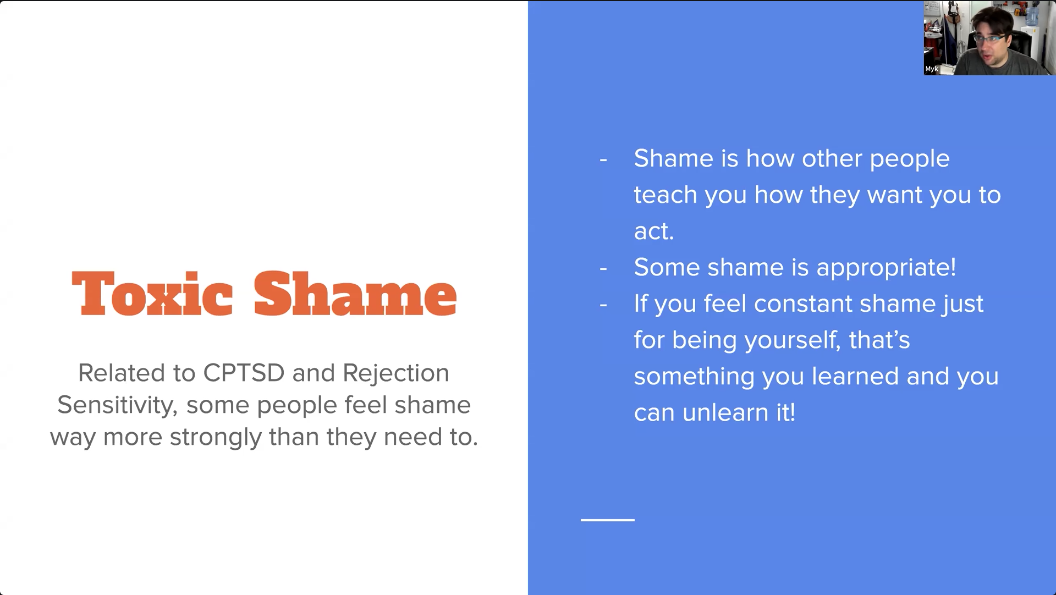 Toxic Shame
Related to CPTSD and Rejection
Sensitivity, some people feel shame
way more strongly than they need to.
- Shame is how other people
teach you how they want you to
act.
- Some shame is appropriate!
- If you feel constant shame just
for being yourself, that’s
something you learned and you
can unlearn it!